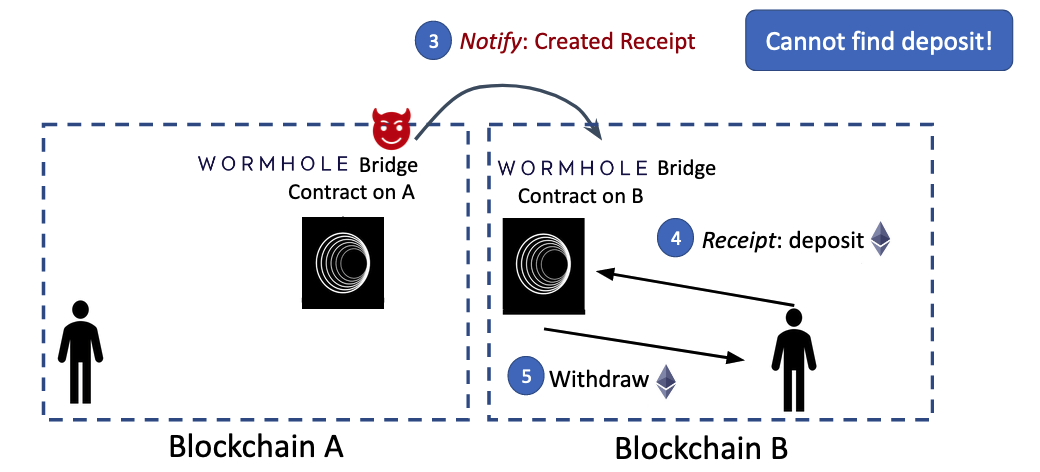 3 Notify: Created Receipt
Cannot find deposit!
WORMHOLE Bridge
Contract on A
WORMHOLE Bridge
Contract on B
4 Receipt: deposit
5 Withdraw
Blockchain A
Blockchain B